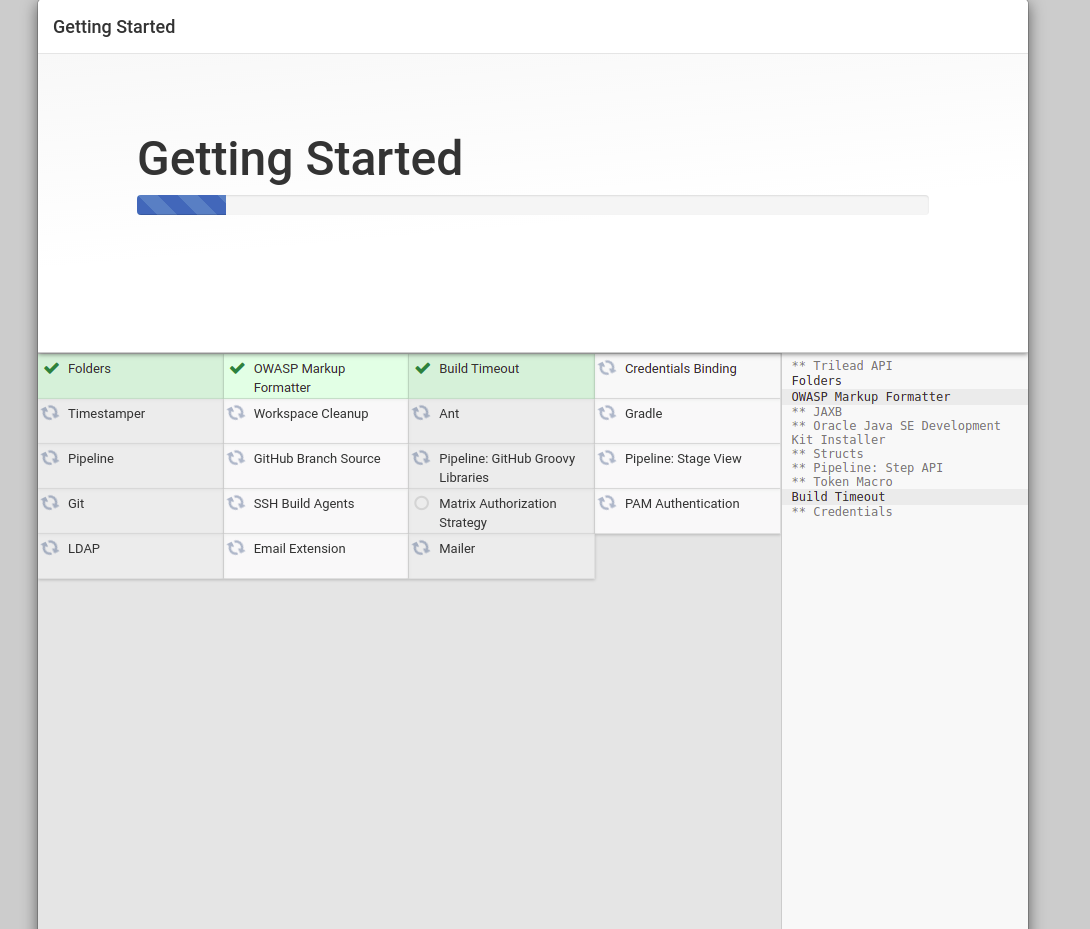 Getting Started
Getting Started
Folders
OWASP Markup
Formatter
Build Timeout
Credentials Binding
Timestamper
Workspace Cleanup
Ant
Gradle
Pipeline
GitHub Branch Source
Pipeline: GitHub Groovy
Libraries
Pipeline: Stage View
Git
SSH Build Agents
Matrix Authorization
Strategy
PAM Authentication
LDAP
Email Extension
Mailer
** Trilead API
Folders
OWASP Markup Formatter
** JAXB
** Oracle Java SE Development
Kit Installer
** Structs
** Pipeline: Step API
** Token Macro
Build Timeout
** Credentials